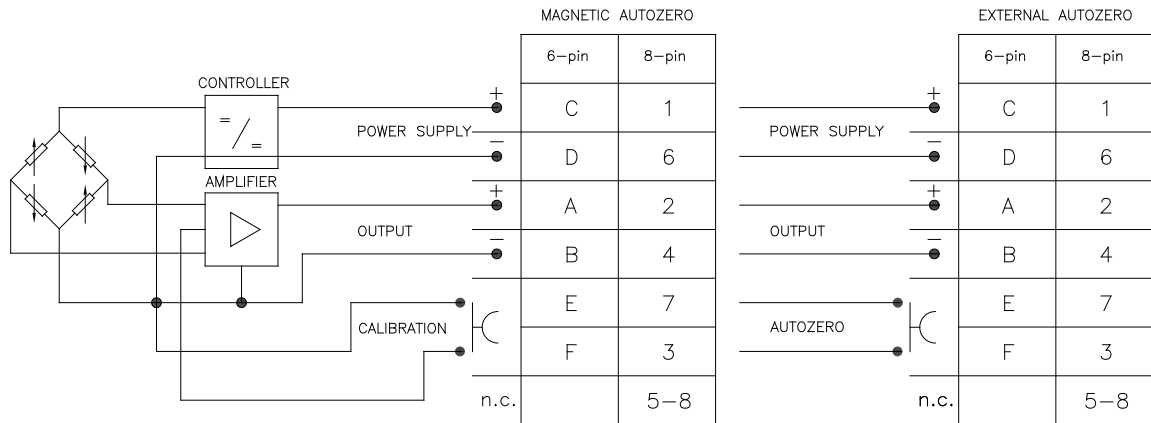 MAGNETIC AUTOZERO
EXTERNAL AUTOZERO
6-pin 8-pin
6-pin 8-pin
CONTROLLER
= / =
POWER SUPPLY
+ C 1
− D 6
AMPLIFIER
OUTPUT
+ A 2
− B 4
CALIBRATION
E 7
F 3
n.c. 5-8
POWER SUPPLY
+ C 1
− D 6
OUTPUT
+ A 2
− B 4
AUTOZERO
E 7
F 3
n.c. 5-8